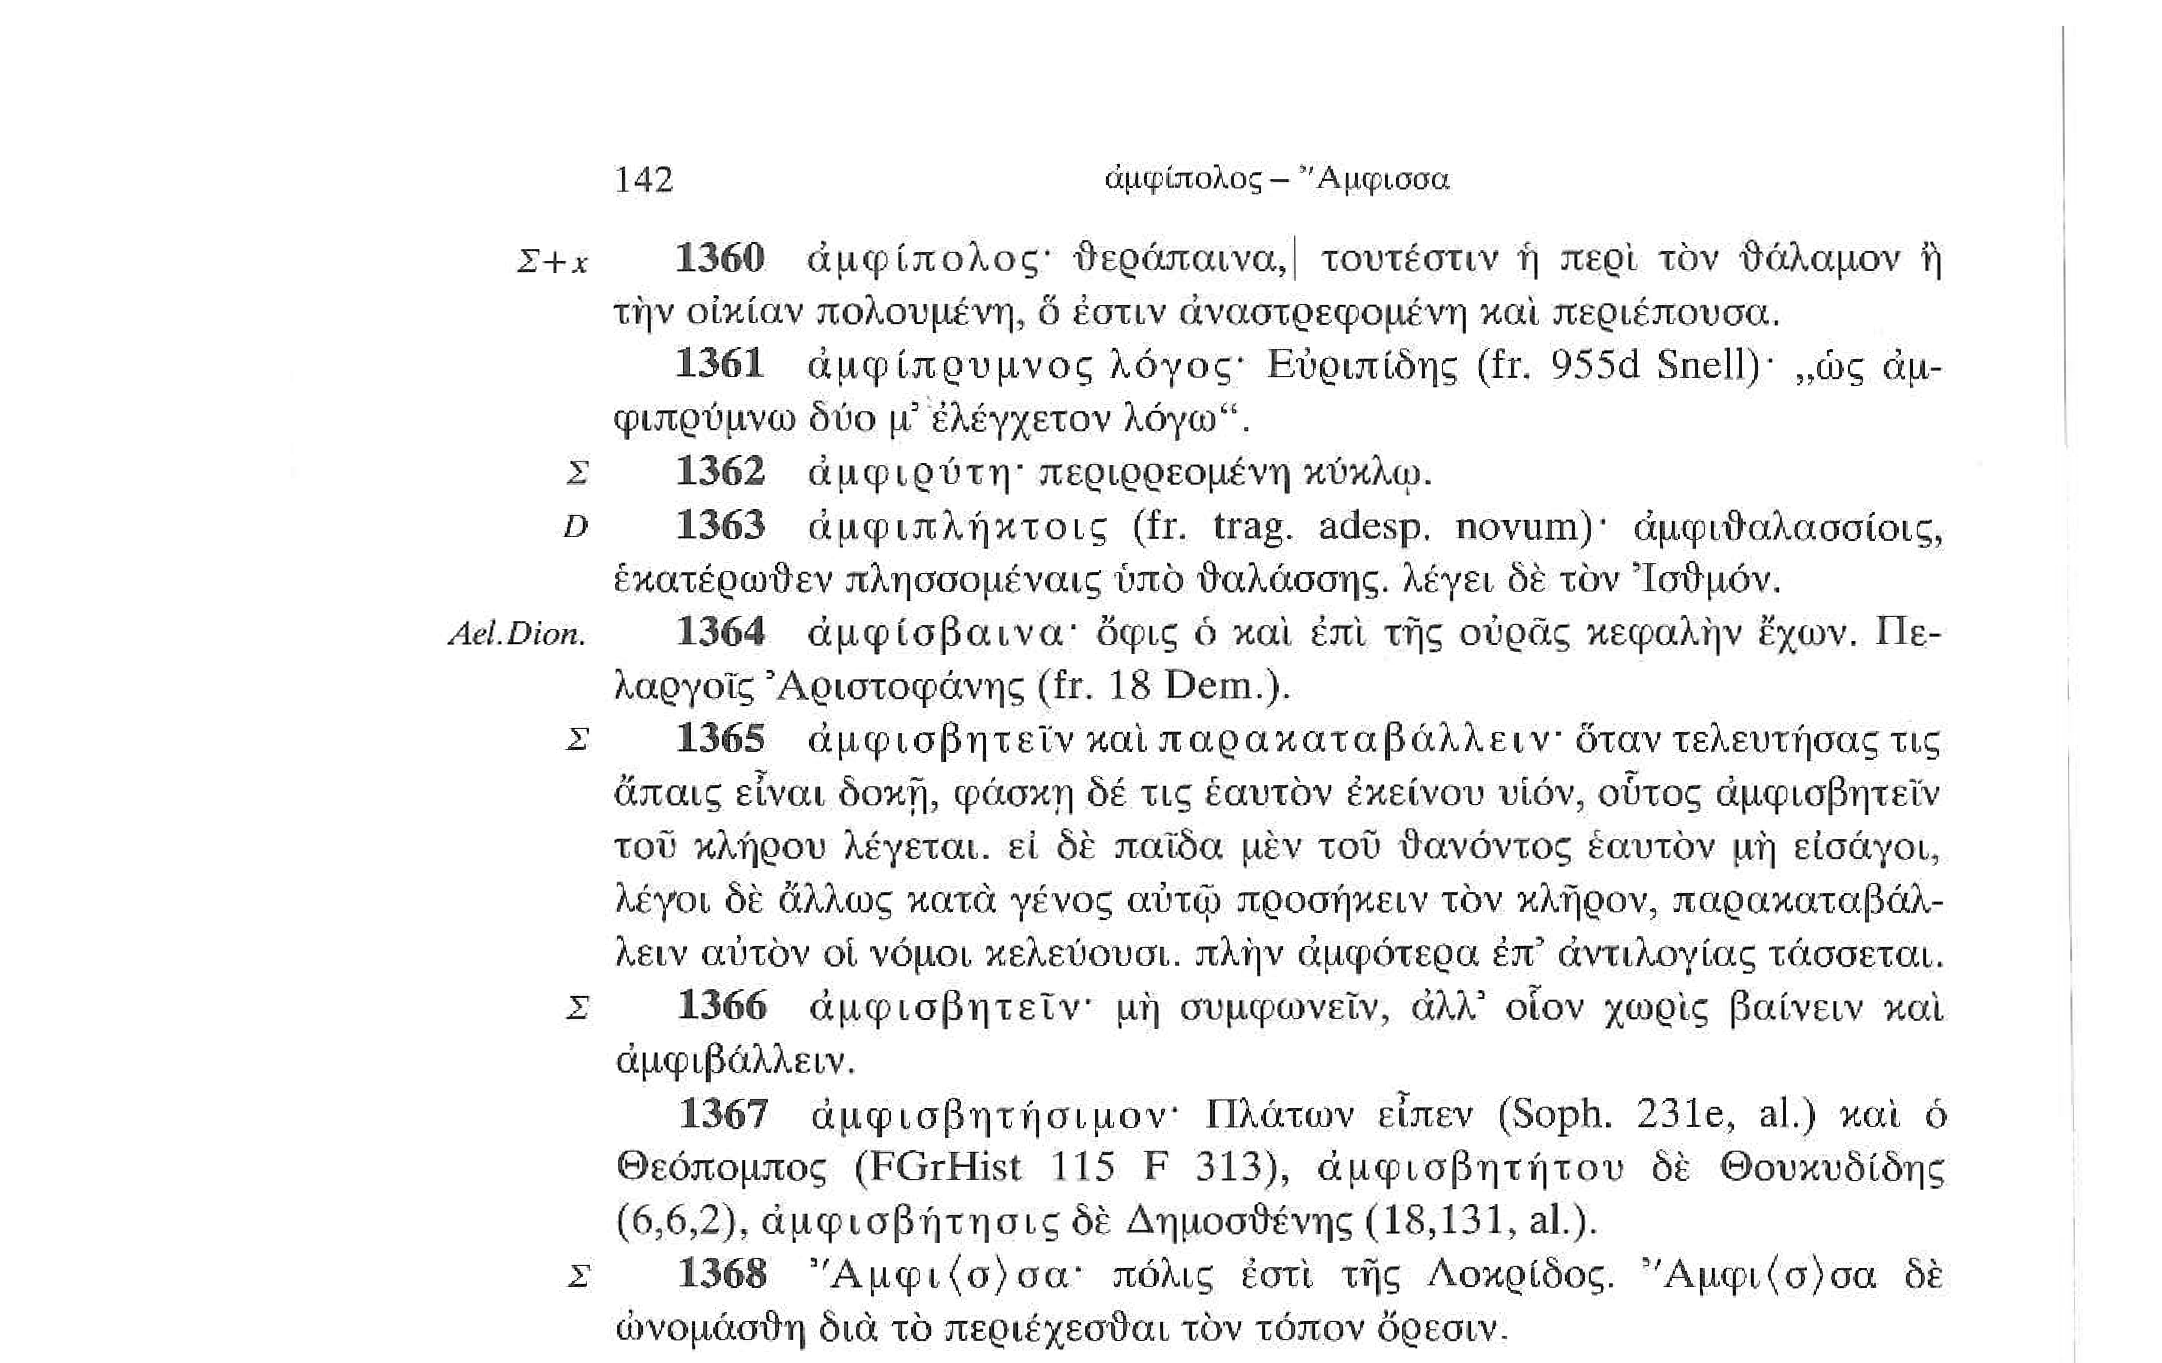 142 ἀμφίπολος – Ἄμφισσα
Σ+x 1360 ἀμφίπολος· θεράπαινα,| τουτέστιν ἡ περὶ τὸν θάλαμον ἢ
τὴν οἰκίαν πολουμένη, ὅ ἐστιν ἀναστρεφομένη καὶ περιέπουσα.
1361 ἀμφίπρυμνος λόγος· Εὐριπίδης (fr. 955d Snell)· „ὡς ἀμ-
φιπρύμνω δύο μ’ ἐλέγχετον λόγω“.
Σ 1362 ἀμφιρύτη· περιρρεομένη κύκλῳ.
D 1363 ἀμφιπλήκτοις (fr. trag. adesp. novum)· ἀμφιθαλασσίοις,
ἑκατέρωθεν πλησσομέναις ὑπὸ θαλάσσης. λέγει δὲ τὸν Ἰσθμόν.
Ael.Dion. 1364 ἀμφίσβαινα· ὄφις ὁ καὶ ἐπὶ τῆς οὐρᾶς κεφαλὴν ἔχων. Πε-
λαργοῖς Ἀριστοφάνης (fr. 18 Dem.).
Σ 1365 ἀμφισβητεῖν καὶ παρακαταβάλλειν· ὅταν τελευτήσας τις
ἄπαις εἶναι δοκῇ, φάσκῃ δέ τις ἑαυτὸν ἐκείνου υἱόν, οὗτος ἀμφισβητεῖν
τοῦ κλήρου λέγεται. εἰ δὲ παῖδα μὲν τοῦ θανόντος ἑαυτὸν μὴ εἰσάγοι,
λέγοι δὲ ἄλλως κατὰ γένος αὐτῷ προσήκειν τὸν κλῆρον, παρακαταβάλ-
λειν αὐτὸν οἱ νόμοι κελεύουσι. πλὴν ἀμφότερα ἐπ’ ἀντιλογίας τάσσεται.
Σ 1366 ἀμφισβητεῖν· μὴ συμφωνεῖν, ἀλλ’ οἷον χωρὶς βαίνειν καὶ
ἀμφιβάλλειν.
1367 ἀμφισβητήσιμον· Πλάτων εἶπεν (Soph. 231e, al.) καὶ ὁ
Θεόπομπος (FGrHist 115 F 313), ἀμφισβητήτου δὲ Θουκυδίδης
(6,6,2), ἀμφισβήτησις δὲ Δημοσθένης (18,131, al.).
Σ 1368 Ἄμφι⟨σ⟩σα· πόλις ἐστὶ τῆς Λοκρίδος. Ἄμφι⟨σ⟩σα δὲ
ὠνομάσθη διὰ τὸ περιέχεσθαι τὸν τόπον ὄρεσιν.